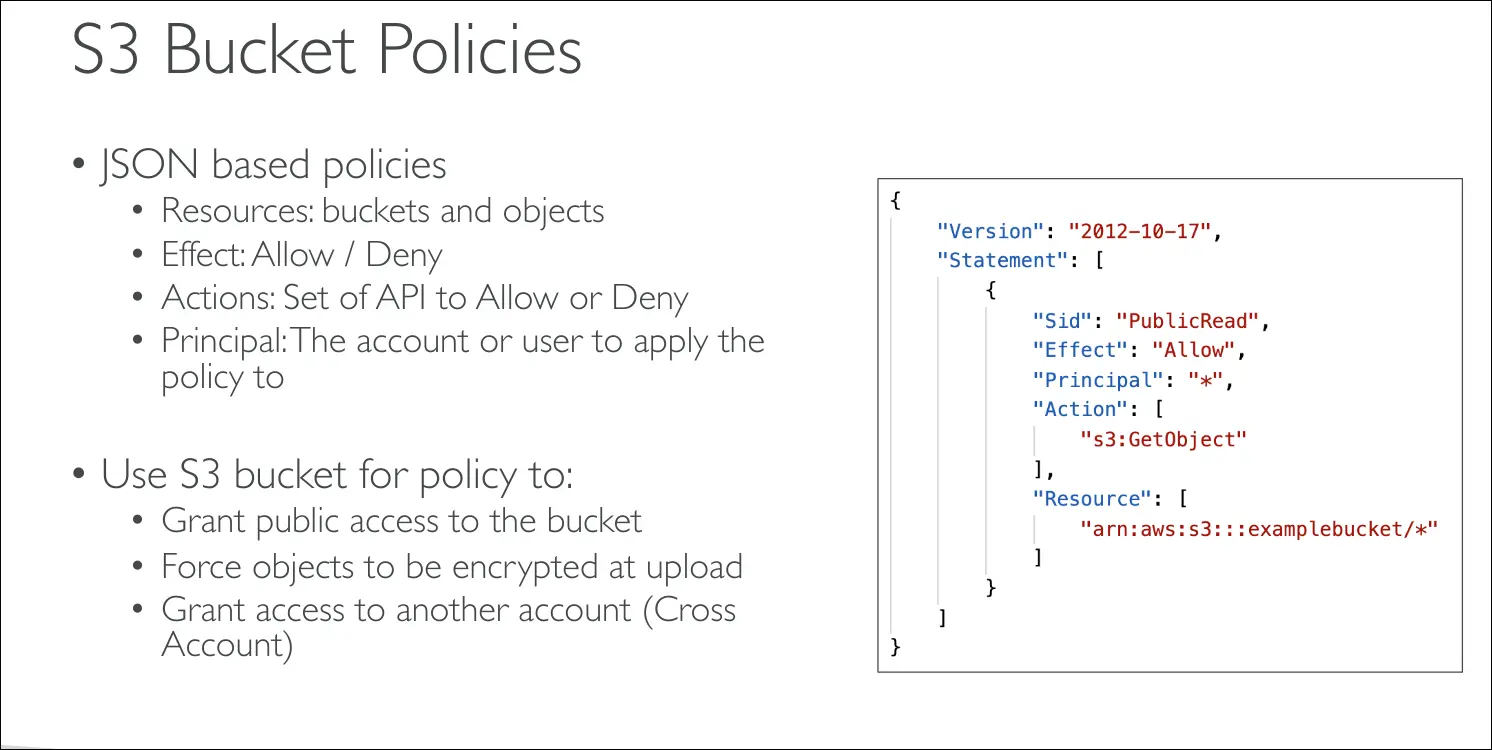 S3 Bucket Policies
• JSON based policies
• Resources: buckets and objects
• Effect: Allow / Deny
• Actions: Set of API to Allow or Deny
• Principal: The account or user to apply the
policy to
• Use S3 bucket for policy to:
• Grant public access to the bucket
• Force objects to be encrypted at upload
• Grant access to another account (Cross
Account)
{
"Version": "2012-10-17",
"Statement": [
{
"Sid": "PublicRead",
"Effect": "Allow",
"Principal": "*",
"Action": [
"s3:GetObject"
],
"Resource": [
"arn:aws:s3:::examplebucket/*"
]
}
]
}